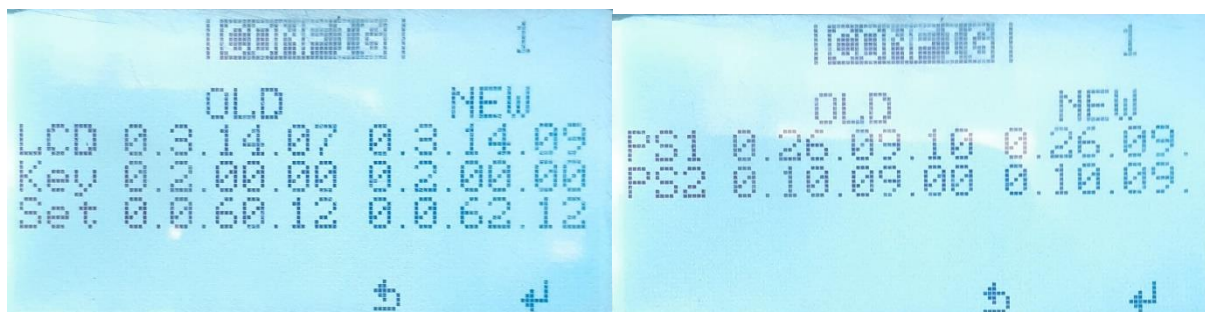 CONFIG 1
OLD NEW
LCD 0.3.14.07 0.3.14.09
Key 0.2.00.00 0.2.00.00
Set 0.0.60.12 0.0.62.12
CONFIG 1
OLD NEW
PS1 0.26.09.10 0.26.09.
PS2 0.10.09.00 0.10.09.